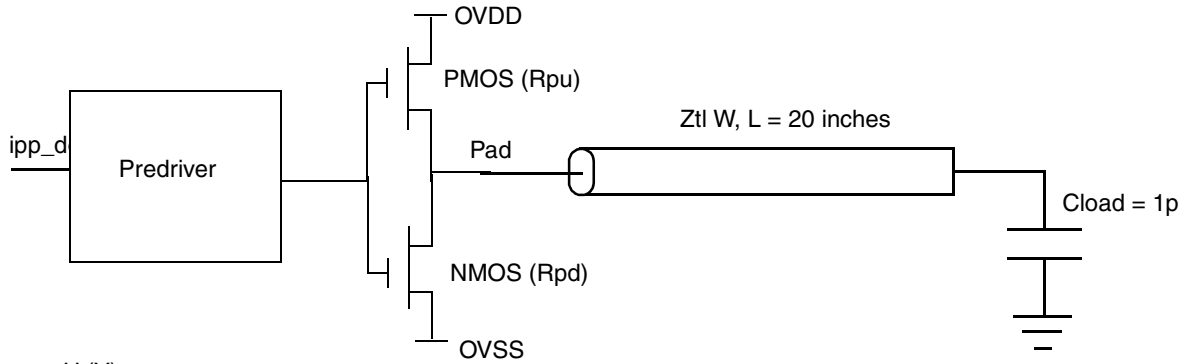 OVDD
PMOS (Rpu)
Ztl W, L = 20 inches
ipp_d
Predriver
Pad
Cload = 1p
NMOS (Rpd)
OVSS